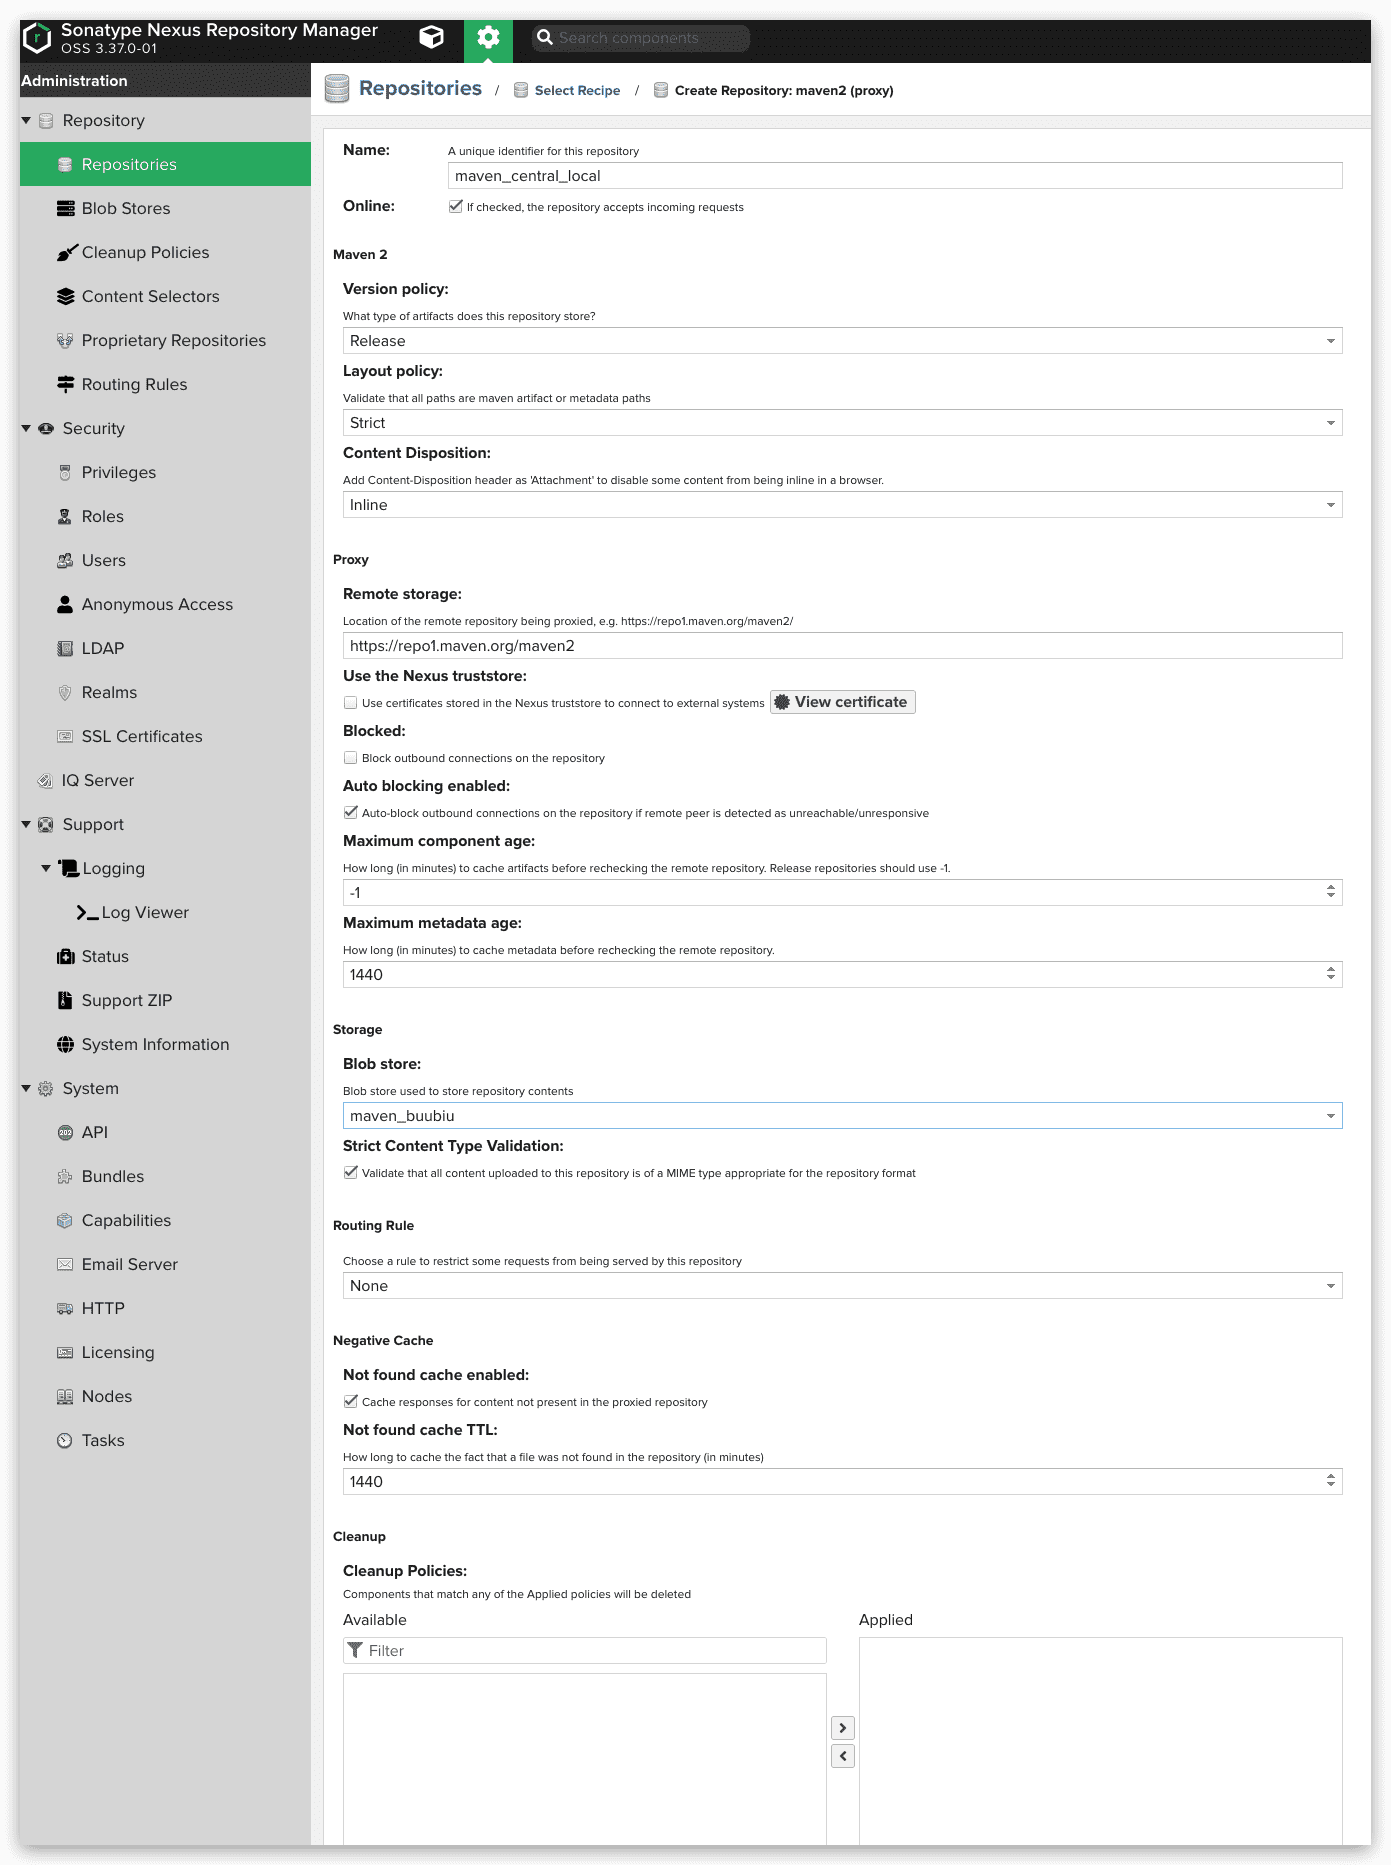 Sonatype Nexus Repository Manager
OSS 3.37.0-01
Search components
Administration
Repositories / Select Recipe / Create Repository: maven2 (proxy)
Repository
Repositories
Blob Stores
Cleanup Policies
Content Selectors
Proprietary Repositories
Routing Rules
Security
Privileges
Roles
Users
Anonymous Access
LDAP
Realms
SSL Certificates
IQ Server
Support
Logging
Log Viewer
Status
Support ZIP
System Information
System
API
Bundles
Capabilities
Email Server
HTTP
Licensing
Nodes
Tasks
Name: A unique identifier for this repository
maven_central_local
Online: If checked, the repository accepts incoming requests
Maven 2
Version policy:
What type of artifacts does this repository store?
Release
Layout policy:
Validate that all paths are maven artifact or metadata paths
Strict
Content Disposition:
Add Content-Disposition header as 'Attachment' to disable some content from being inline in a browser.
Inline
Proxy
Remote storage:
Location of the remote repository being proxied, e.g. https://repo1.maven.org/maven2/
https://repo1.maven.org/maven2
Use the Nexus truststore:
Use certificates stored in the Nexus truststore to connect to external systems View certificate
Blocked:
Block outbound connections on the repository
Auto blocking enabled:
Auto-block outbound connections on the repository if remote peer is detected as unreachable/unresponsive
Maximum component age:
How long (in minutes) to cache artifacts before rechecking the remote repository. Release repositories should use -1.
-1
Maximum metadata age:
How long (in minutes) to cache metadata before rechecking the remote repository.
1440
Storage
Blob store:
Blob store used to store repository contents
maven_buubiu
Strict Content Type Validation:
Validate that all content uploaded to this repository is of a MIME type appropriate for the repository format
Routing Rule
Choose a rule to restrict some requests from being served by this repository
None
Negative Cache
Not found cache enabled:
Cache responses for content not present in the proxied repository
Not found cache TTL:
How long to cache the fact that a file was not found in the repository (in minutes)
1440
Cleanup
Cleanup Policies:
Components that match any of the Applied policies will be deleted
Available Applied
Filter